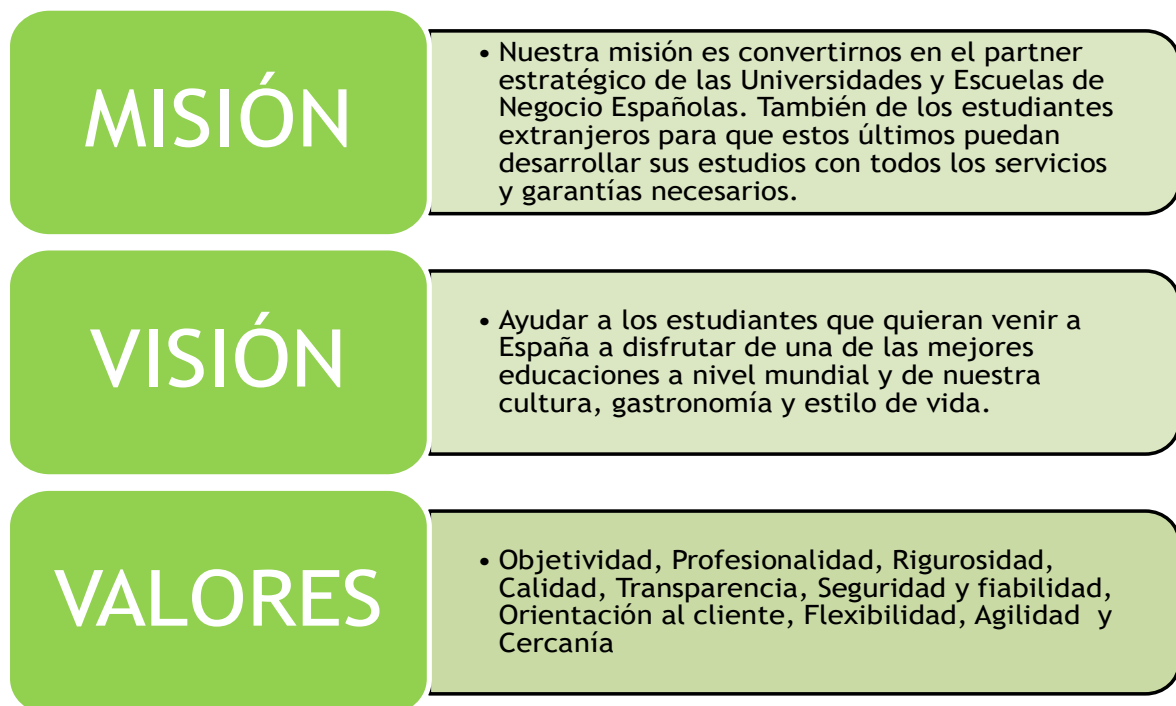 MISIÓN
• Nuestra misión es convertirnos en el partner
estratégico de las Universidades y Escuelas de
Negocio Españolas. También de los estudiantes
extranjeros para que estos últimos puedan
desarrollar sus estudios con todos los servicios
y garantías necesarios.
VISIÓN
• Ayudar a los estudiantes que quieran venir a
España a disfrutar de una de las mejores
educaciones a nivel mundial y de nuestra
cultura, gastronomía y estilo de vida.
VALORES
• Objetividad, Profesionalidad, Rigurosidad,
Calidad, Transparencia, Seguridad y fiabilidad,
Orientación al cliente, Flexibilidad, Agilidad  y
Cercanía